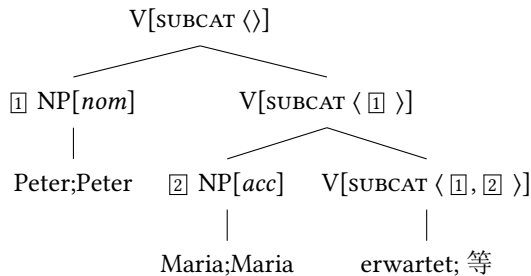 V[SUBCAT ⟨⟩]
1 NP[nom] V[SUBCAT ⟨ 1 ⟩]
Peter;Peter 2 NP[acc] V[SUBCAT ⟨ 1 , 2 ⟩]
Maria;Maria erwartet; 等